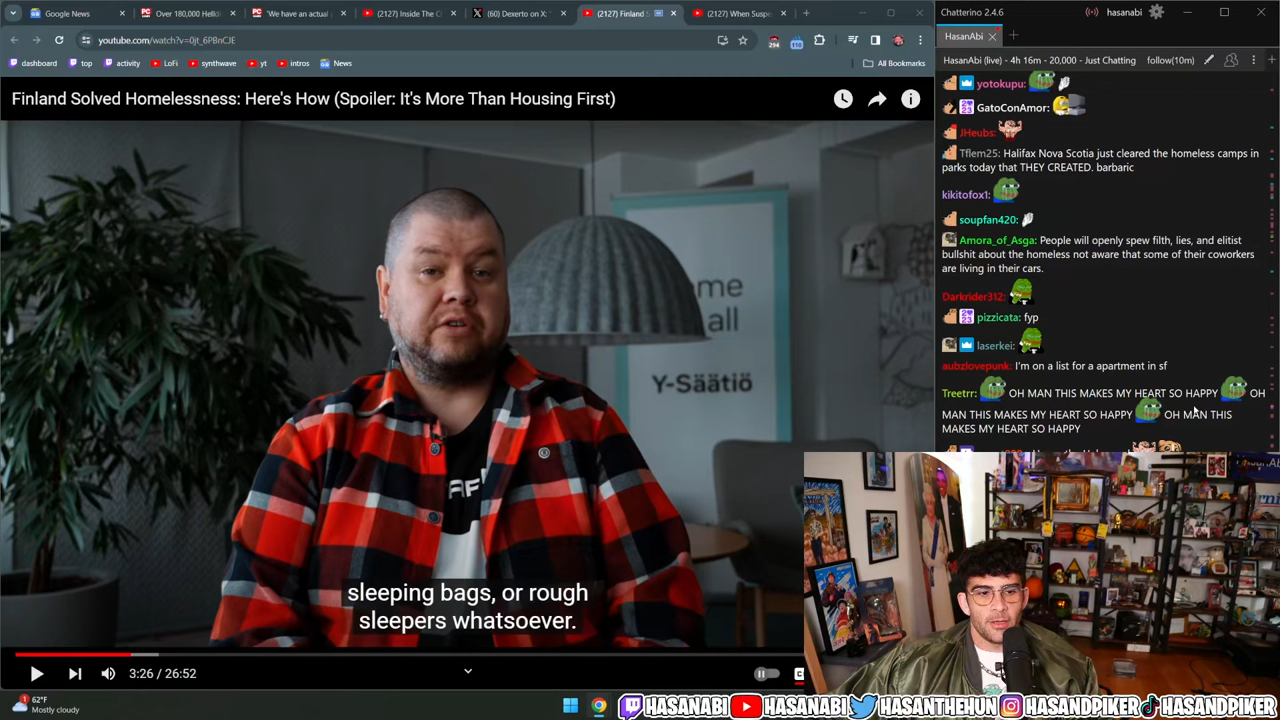 Google News
Over 180,000 Helld
'We have an actual
(2127) Inside The C
(60) Dexerto on X:
(2127) Finland S
(2127) When Suspe
youtube.com/watch?v=0jt_6PBnCJE
294
110
dashboard
top
activity
LoFi
synthwave
yt
intros
News
All Bookmarks
Finland Solved Homelessness: Here's How (Spoiler: It's More Than Housing First)
me
all
Y-Säätiö
sleeping bags, or rough
sleepers whatsoever.
3:26 / 26:52
62°F
Mostly cloudy
Chatterino 2.4.6
hasanabi
HasanAbi
HasanAbi (live) - 4h 16m - 20,000 - Just Chatting
follow(10m)
yotokupu:
GatoConAmor:
JHeubs:
Tflem25: Halifax Nova Scotia just cleared the homeless camps in
parks today that THEY CREATED. barbaric
kikitofox1:
soupfan420:
Amora_of_Asga: People will openly spew filth, lies, and elitist
bullshit about the homeless not aware that some of their coworkers
are living in their cars.
Darkrider312:
pizzicata: fyp
laserkei:
aubzlovepunk: I'm on a list for a apartment in sf
Treetrr: OH MAN THIS MAKES MY HEART SO HAPPY OH
MAN THIS MAKES MY HEART SO HAPPY OH MAN THIS
MAKES MY HEART SO HAPPY
HASANABI HASANABI HASANTHEHUN HASANDPIKER HASANDPIKER